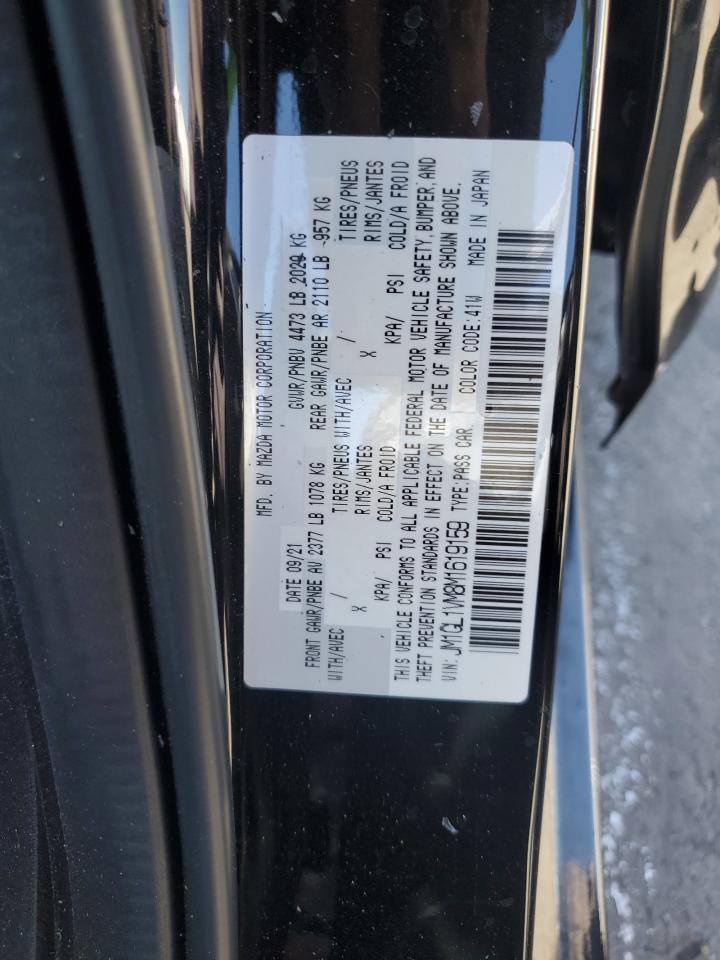 MFD. BY MAZDA MOTOR CORPORATION
DATE 09/21 GVWR/PNBV 4473 LB 2029 KG
FRONT GAWR/PNBE AV 2377 LB 1078 KG REAR GAWR/PNBE AR 2110 LB 957 KG
WITH/AVEC / TIRES/PNEUS WITH/AVEC / TIRES/PNEUS
X RIMS/JANTES X RIMS/JANTES
KPA/ PSI COLD/A FROID KPA/ PSI COLD/A FROID
THIS VEHICLE CONFORMS TO ALL APPLICABLE FEDERAL MOTOR VEHICLE SAFETY, BUMPER, AND
THEFT PREVENTION STANDARDS IN EFFECT ON THE DATE OF MANUFACTURE SHOWN ABOVE.
VIN: JM1GL1VM8M1619159 TYPE:PASS CAR COLOR CODE:41W MADE IN JAPAN